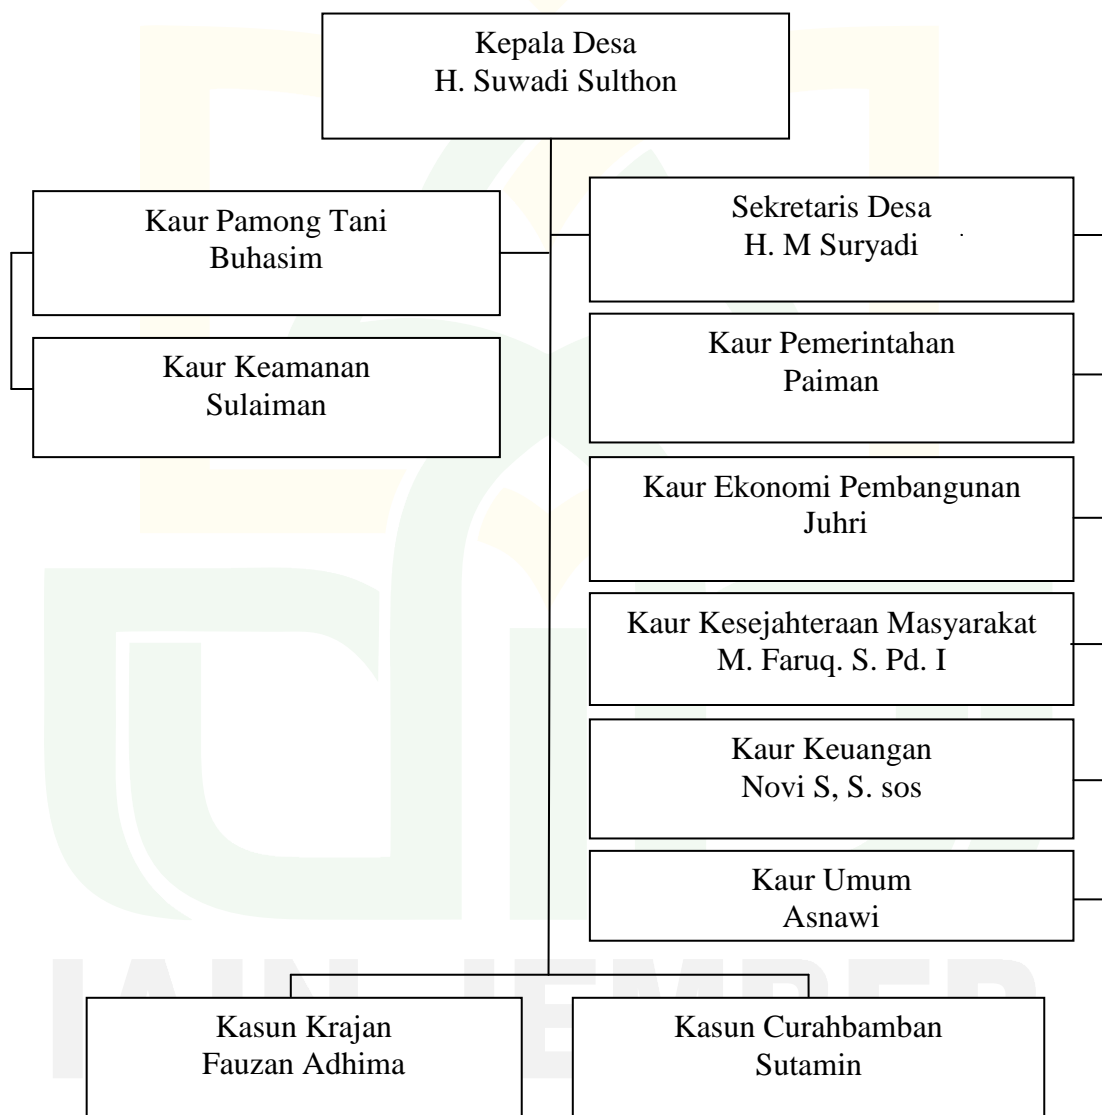 Kepala Desa
H. Suwadi Sulthon
Kaur Pamong Tani
Buhasim
Sekretaris Desa
H. M Suryadi
Kaur Keamanan
Sulaiman
Kaur Pemerintahan
Paiman
Kaur Ekonomi Pembangunan
Juhri
Kaur Kesejahteraan Masyarakat
M. Faruq. S. Pd. I
Kaur Keuangan
Novi S, S. sos
Kaur Umum
Asnawi
Kasun Krajan
Fauzan Adhima
Kasun Curahbamban
Sutamin
IAIN JEMBER